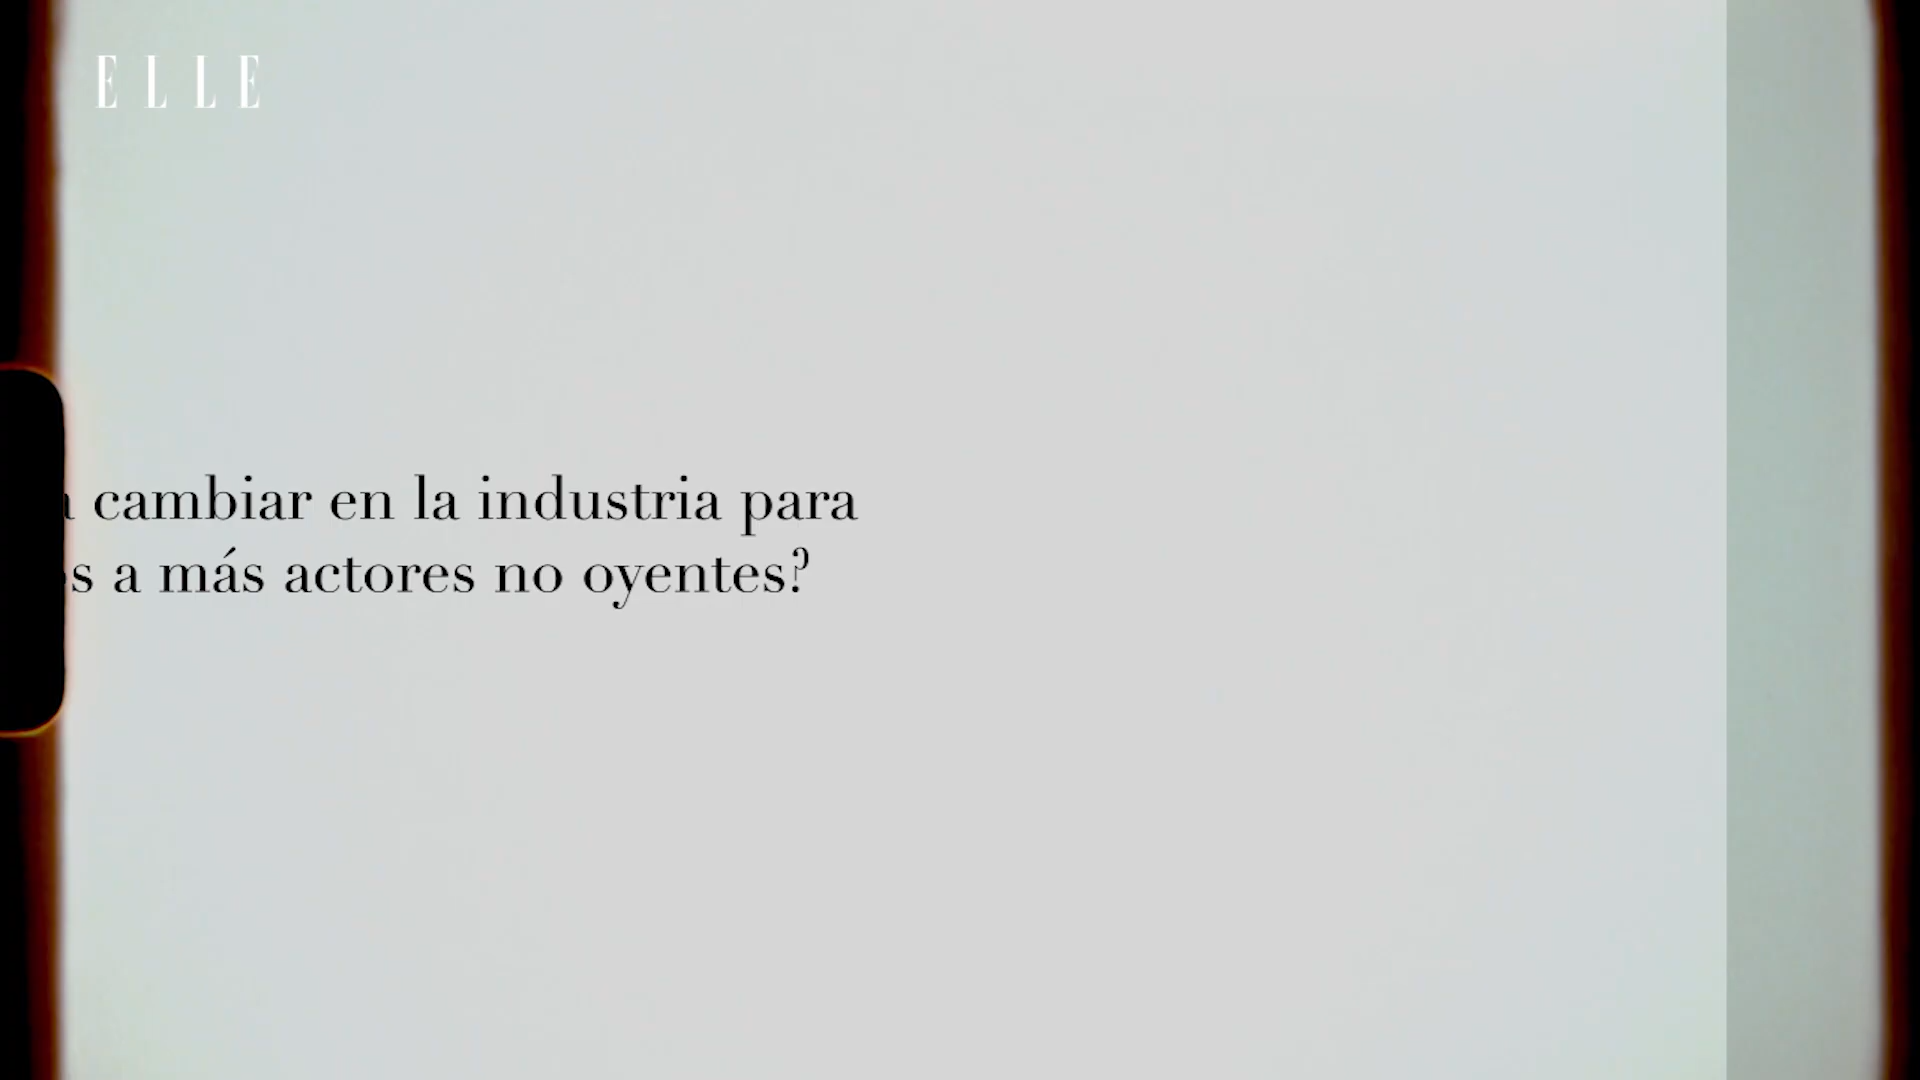 ELLE
cambiar en la industria para
a más actores no oyentes?